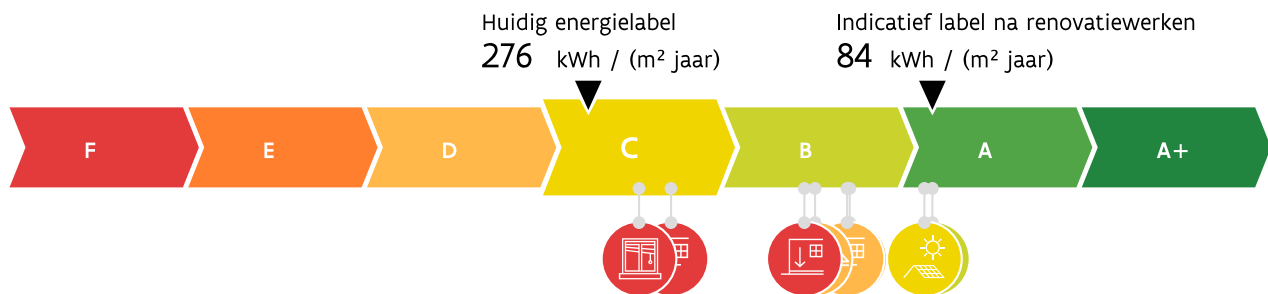 Huidig energielabel
276 kWh / (m² jaar)
Indicatief label na renovatiewerken
84 kWh / (m² jaar)
F E D C B A A+